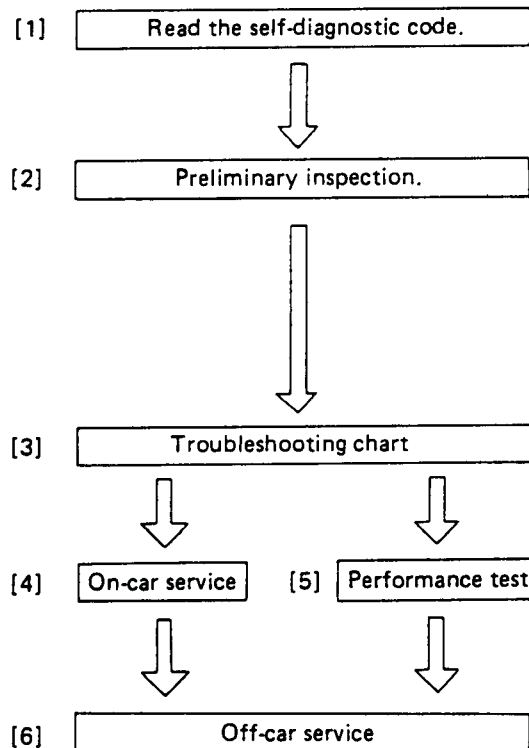 [1] Read the self-diagnostic code.
[2] Preliminary inspection.
[3] Troubleshooting chart
[4] On-car service [5] Performance test
[6] Off-car service